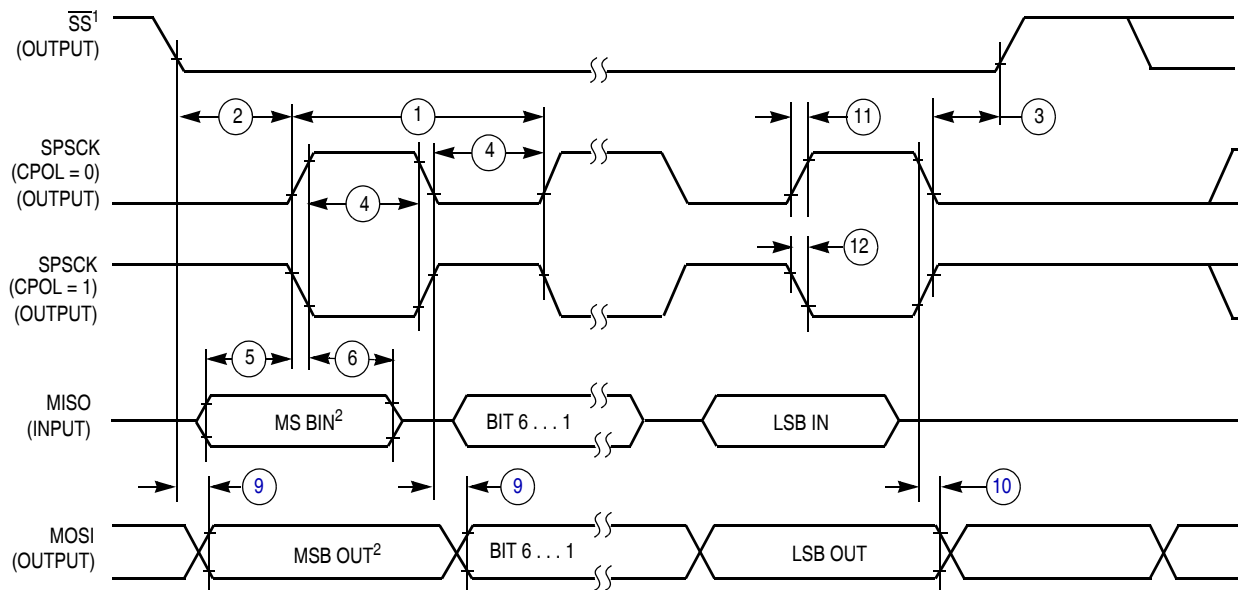 SS¹
(OUTPUT)
2
1
11
3
SPSCK
(CPOL = 0)
(OUTPUT)
4
4
12
SPSCK
(CPOL = 1)
(OUTPUT)
5
6
MISO
(INPUT)
MS BIN²
BIT 6 . . . 1
LSB IN
9
9
10
MOSI
(OUTPUT)
MSB OUT²
BIT 6 . . . 1
LSB OUT